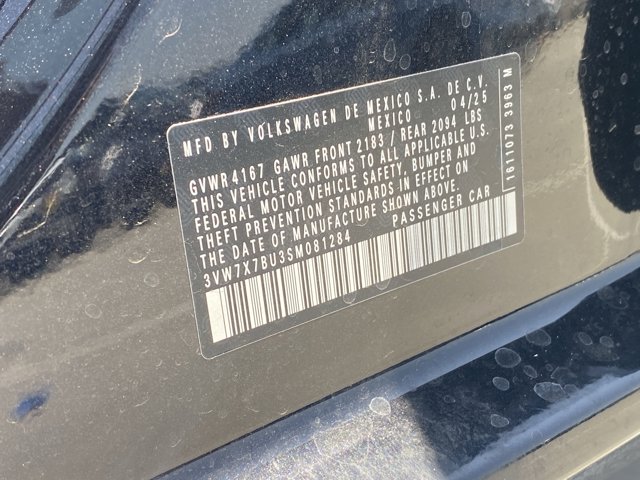 MFD BY VOLKSWAGEN DE MEXICO S.A. DE C.V.
MEXICO 04/25
GVWR 4167 GAWR FRONT 2183 / REAR 2094 LBS
THIS VEHICLE CONFORMS TO ALL APPLICABLE U.S.
FEDERAL MOTOR VEHICLE SAFETY, BUMPER AND
THEFT PREVENTION STANDARDS IN EFFECT ON
THE DATE OF MANUFACTURE SHOWN ABOVE.
3VW7X7BU3SM081284 PASSENGER CAR
1611073 3963 M